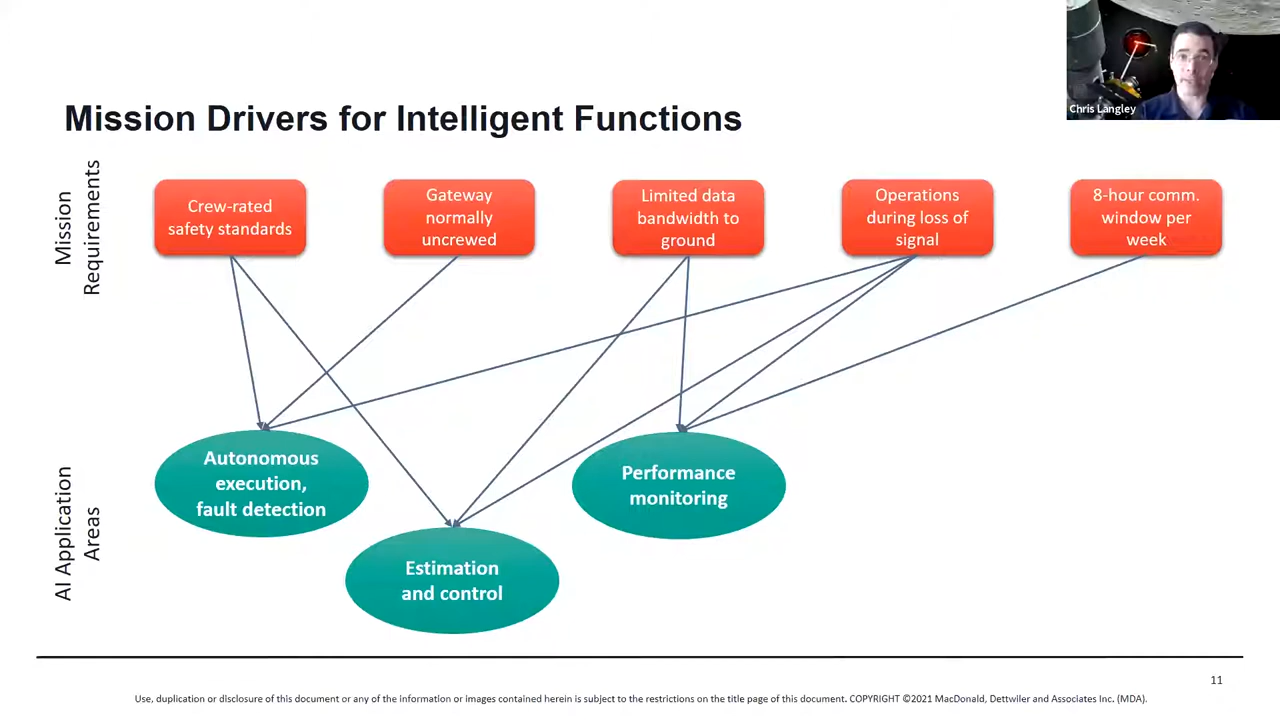 Chris Langley
Mission Drivers for Intelligent Functions
Mission
Requirements
Crew-rated
safety standards
Gateway
normally
uncrewed
Limited data
bandwidth to
ground
Operations
during loss of
signal
8-hour comm.
window per
week
AI Application
Areas
Autonomous
execution,
fault detection
Estimation
and control
Performance
monitoring
11
Use, duplication or disclosure of this document or any of the information or images contained herein is subject to the restrictions on the title page of this document. COPYRIGHT ©2021 MacDonald, Dettwiler and Associates Inc. (MDA).